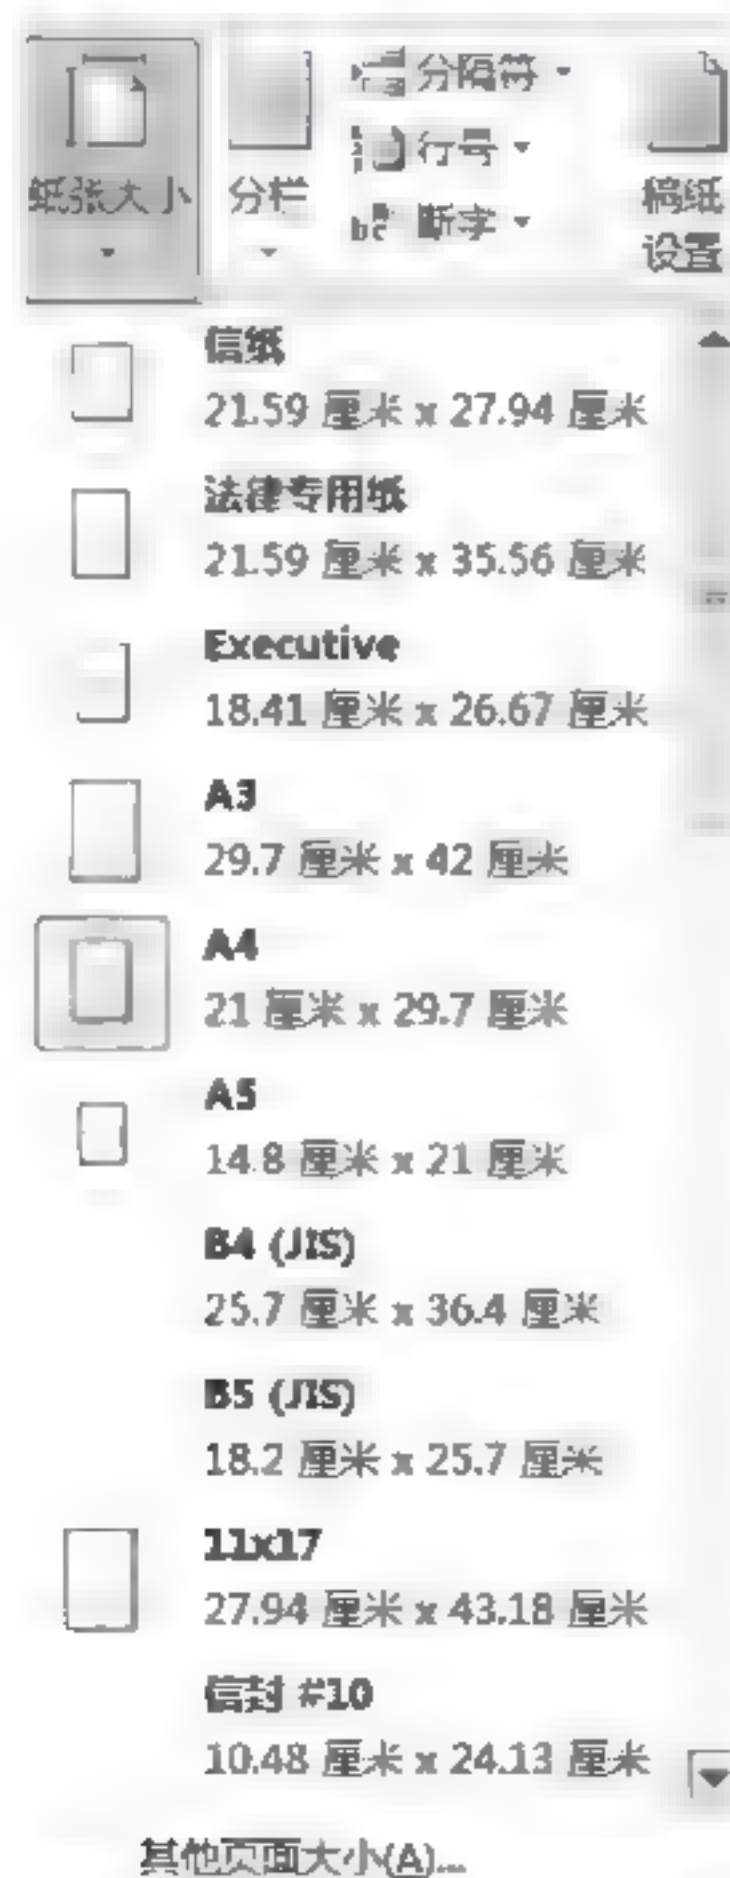 纸张大小
分栏
分隔符
行号
断字
稿纸
设置
信纸
21.59 厘米 x 27.94 厘米
法律专用纸
21.59 厘米 x 35.56 厘米
Executive
18.41 厘米 x 26.67 厘米
A3
29.7 厘米 x 42 厘米
A4
21 厘米 x 29.7 厘米
A5
14.8 厘米 x 21 厘米
B4 (JIS)
25.7 厘米 x 36.4 厘米
B5 (JIS)
18.2 厘米 x 25.7 厘米
11x17
27.94 厘米 x 43.18 厘米
信封 #10
10.48 厘米 x 24.13 厘米
其他页面大小(A)...